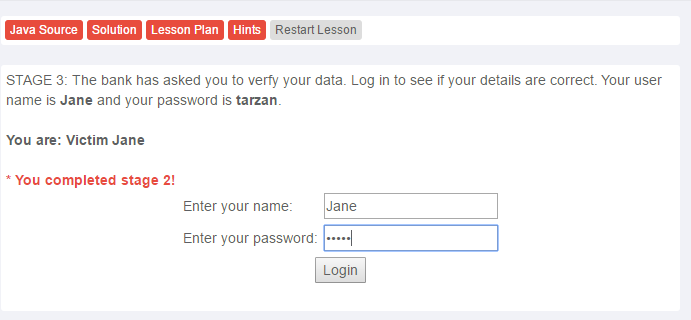 Java Source Solution Lesson Plan Hints Restart Lesson
STAGE 3: The bank has asked you to verfy your data. Log in to see if your details are correct. Your user
name is Jane and your password is tarzan.
You are: Victim Jane
* You completed stage 2!
Enter your name: Jane
Enter your password: •••••
Login